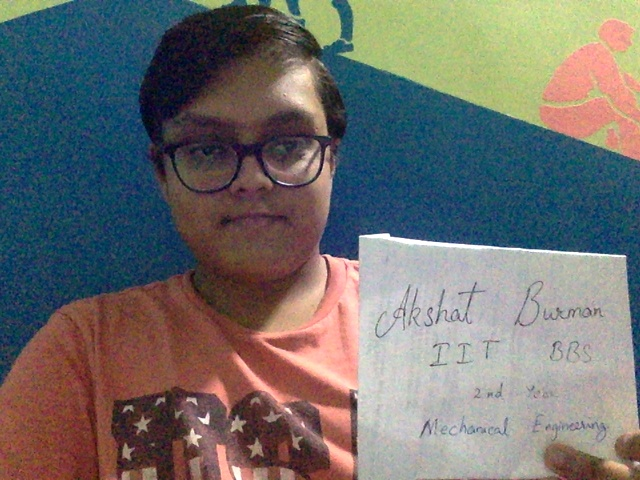 Akshat Burman
IIT BBS
2nd Year
Mechanical Engineering